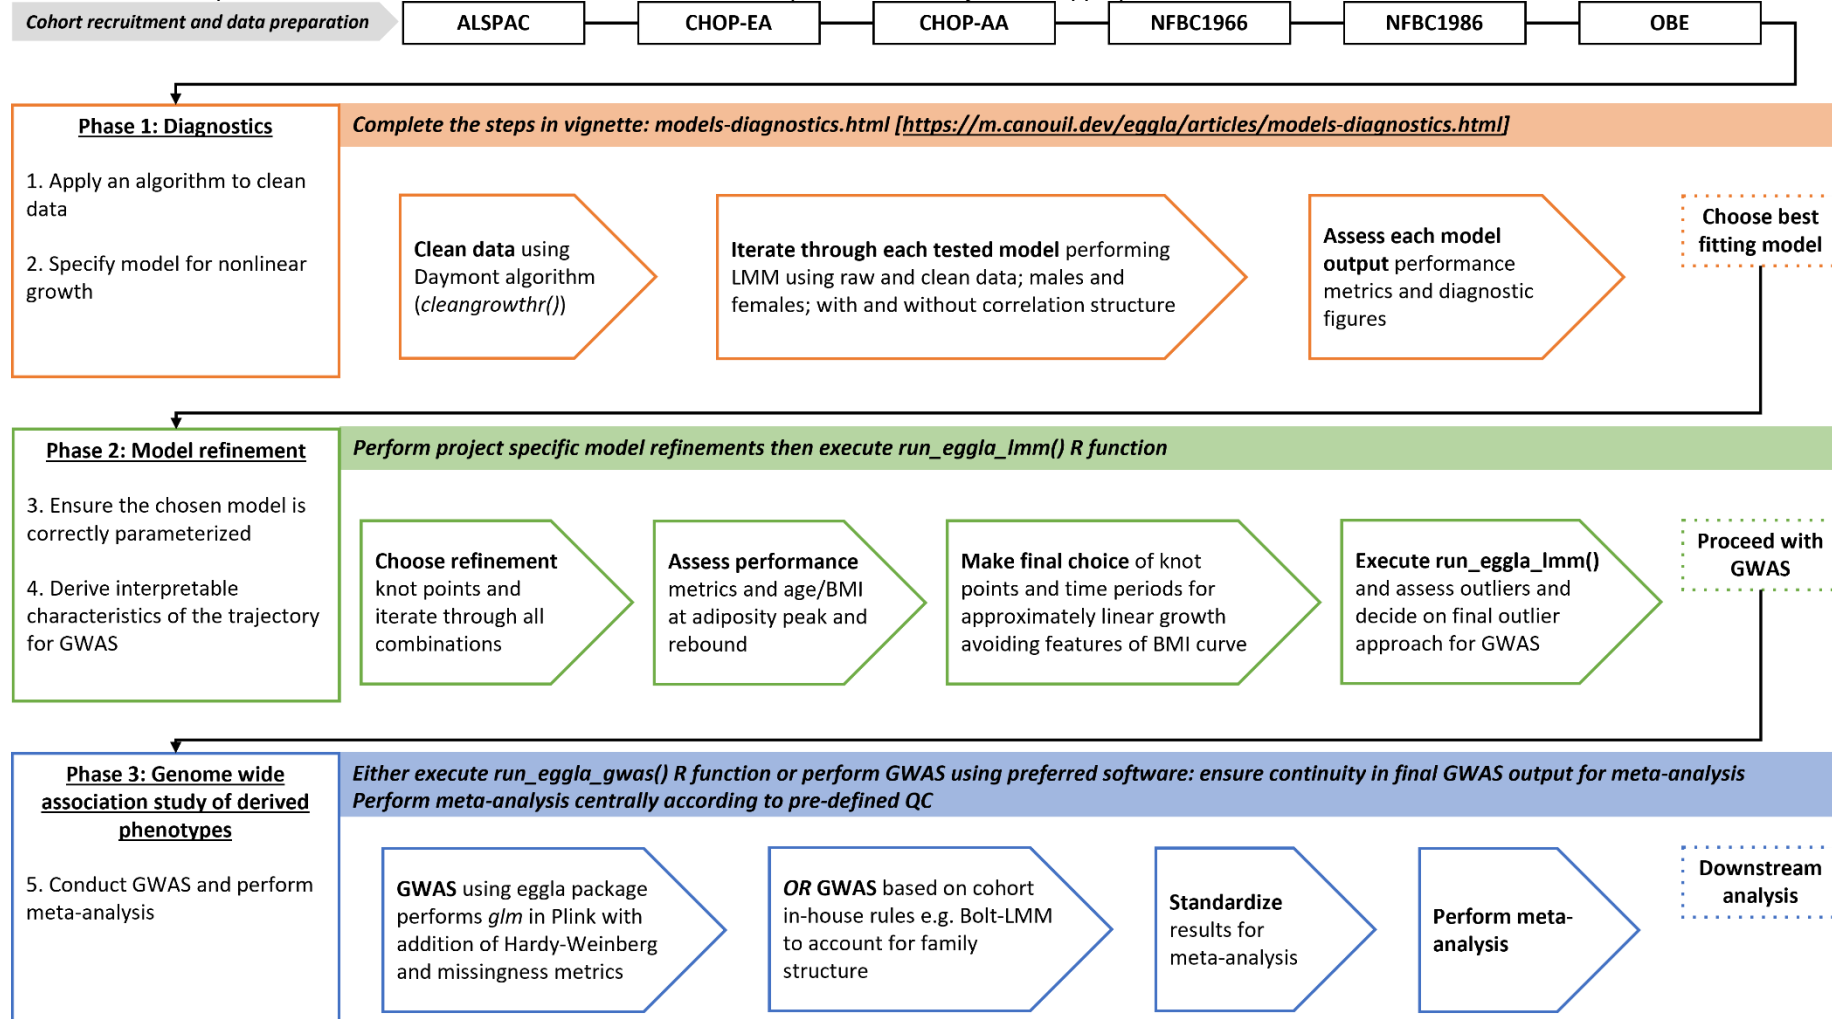 Cohort recruitment and data preparation
ALSPAC
CHOP-EA
CHOP-AA
NFBC1966
NFBC1986
OBE
Phase 1: Diagnostics
1. Apply an algorithm to clean
data
2. Specify model for nonlinear
growth
Complete the steps in vignette: models-diagnostics.html [https://m.canouil.dev/eggla/articles/models-diagnostics.html]
Clean data using
Daymont algorithm
(cleangrowthr())
Iterate through each tested model performing
LMM using raw and clean data; males and
females; with and without correlation structure
Assess each model
output performance
metrics and diagnostic
figures
Choose best
fitting model
Phase 2: Model refinement
3. Ensure the chosen model is
correctly parameterized
4. Derive interpretable
characteristics of the trajectory
for GWAS
Perform project specific model refinements then execute run_eggla_lmm() R function
Choose refinement
knot points and
iterate through all
combinations
Assess performance
metrics and age/BMI
at adiposity peak and
rebound
Make final choice of knot
points and time periods for
approximately linear growth
avoiding features of BMI curve
Execute run_eggla_lmm()
and assess outliers and
decide on final outlier
approach for GWAS
Proceed with
GWAS
Phase 3: Genome wide
association study of derived
phenotypes
5. Conduct GWAS and perform
meta-analysis
Either execute run_eggla_gwas() R function or perform GWAS using preferred software: ensure continuity in final GWAS output for meta-analysis
Perform meta-analysis centrally according to pre-defined QC
GWAS using eggla package
performs glm in Plink with
addition of Hardy-Weinberg
and missingness metrics
OR GWAS based on cohort
in-house rules e.g. Bolt-LMM
to account for family
structure
Standardize
results for
meta-analysis
Perform meta-
analysis
Downstream
analysis